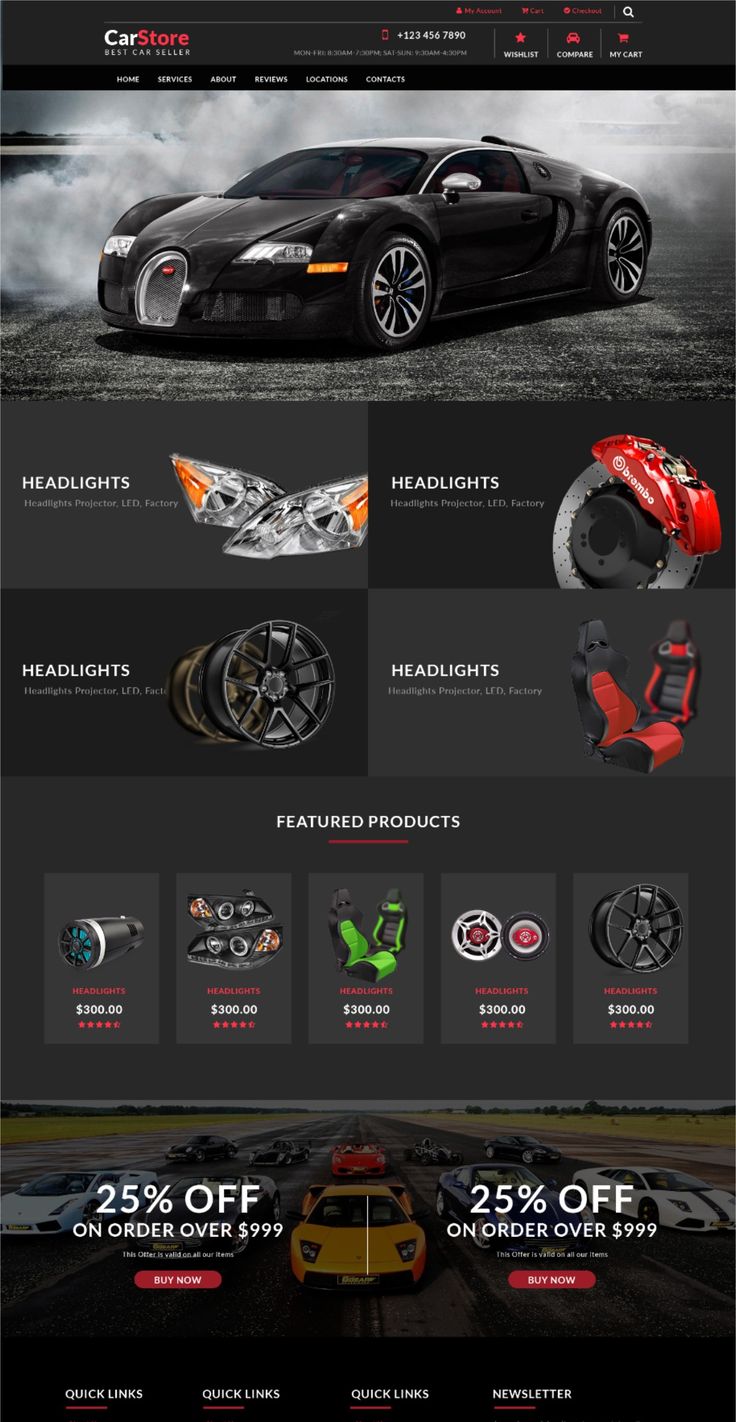 My Account Cart Checkout
CarStore
BEST CAR SELLER
+123 456 7890
MON-FRI: 8:30AM-7:30PM; SAT-SUN: 9:30AM-4:30PM
WISHLIST COMPARE MY CART
HOME SERVICES ABOUT REVIEWS LOCATIONS CONTACTS
HEADLIGHTS
Headlights Projector, LED, Factory
brembo
HEADLIGHTS
Headlights Projector, LED, Factory
HEADLIGHTS
Headlights Projector, LED, Fact
HEADLIGHTS
Headlights Projector, LED, Factory
FEATURED PRODUCTS
HEADLIGHTS HEADLIGHTS HEADLIGHTS HEADLIGHTS HEADLIGHTS
$300.00 $300.00 $300.00 $300.00 $300.00
25% OFF
ON ORDER OVER $999
This Offer is valid on all our items
BUY NOW
25% OFF
ON ORDER OVER $999
This Offer is valid on all our items
BUY NOW
QUICK LINKS QUICK LINKS QUICK LINKS NEWSLETTER